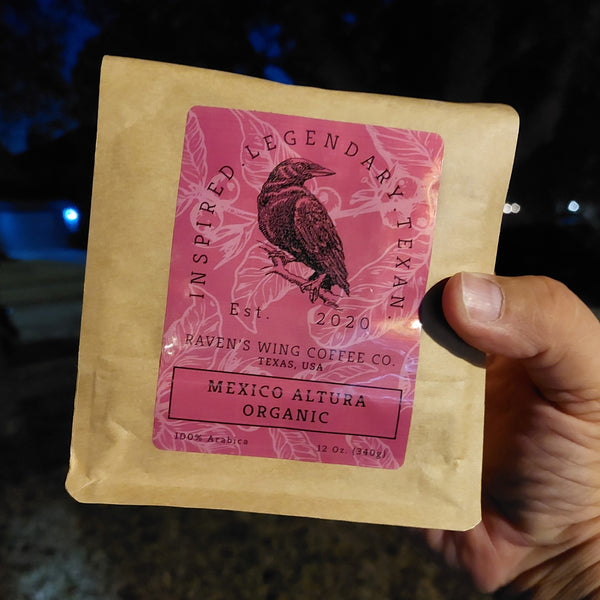 INSPIRED LEGENDARY. TEXAN.
Est. 2020
RAVEN'S WING COFFEE CO.
TEXAS, USA
MEXICO ALTURA
ORGANIC
100% Arabica 12 Oz. (340g)